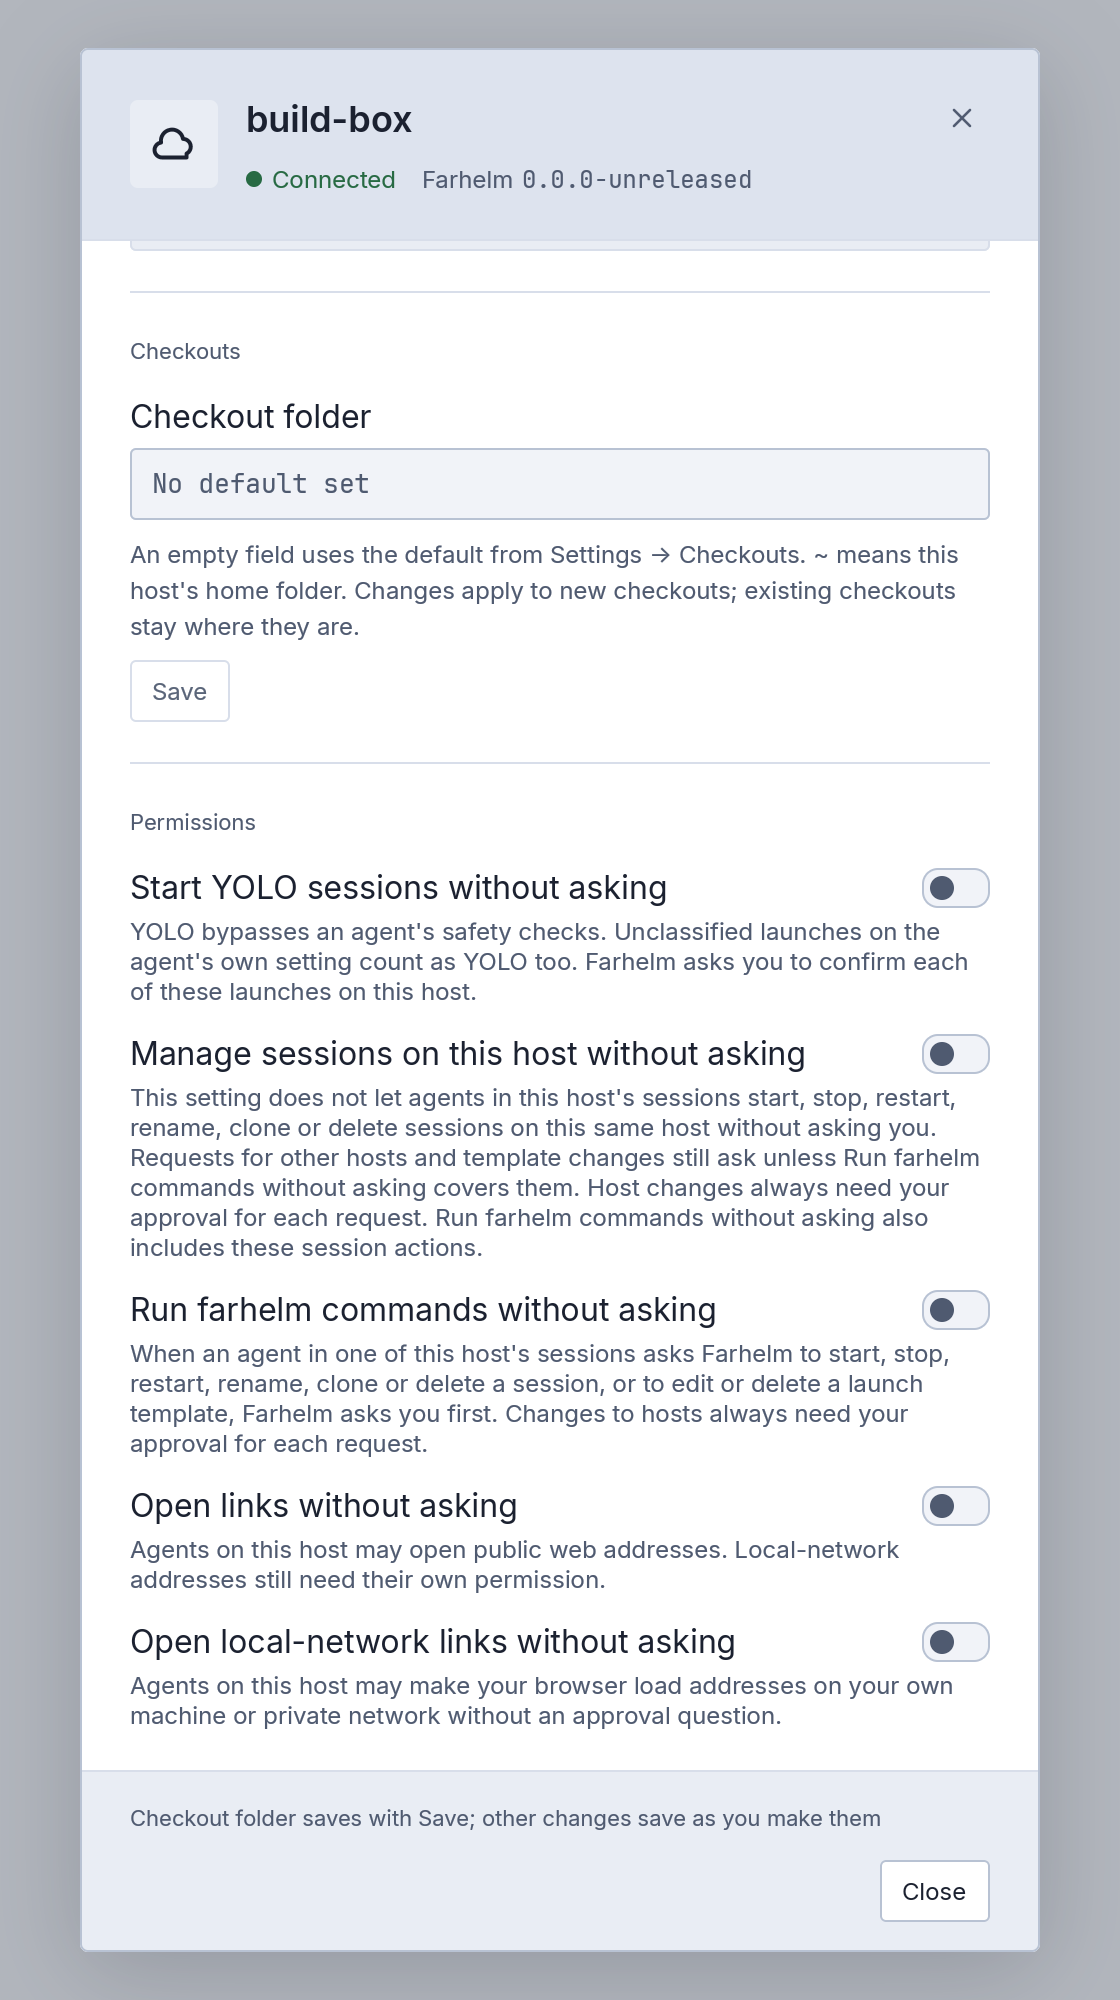 build-box
Connected Farhelm 0.0.0-unreleased
Checkouts
Checkout folder
No default set
An empty field uses the default from Settings → Checkouts. ~ means this
host's home folder. Changes apply to new checkouts; existing checkouts
stay where they are.
Save
Permissions
Start YOLO sessions without asking
YOLO bypasses an agent's safety checks. Unclassified launches on the
agent's own setting count as YOLO too. Farhelm asks you to confirm each
of these launches on this host.
Manage sessions on this host without asking
This setting does not let agents in this host's sessions start, stop, restart,
rename, clone or delete sessions on this same host without asking you.
Requests for other hosts and template changes still ask unless Run farhelm
commands without asking covers them. Host changes always need your
approval for each request. Run farhelm commands without asking also
includes these session actions.
Run farhelm commands without asking
When an agent in one of this host's sessions asks Farhelm to start, stop,
restart, rename, clone or delete a session, or to edit or delete a launch
template, Farhelm asks you first. Changes to hosts always need your
approval for each request.
Open links without asking
Agents on this host may open public web addresses. Local-network
addresses still need their own permission.
Open local-network links without asking
Agents on this host may make your browser load addresses on your own
machine or private network without an approval question.
Checkout folder saves with Save; other changes save as you make them
Close